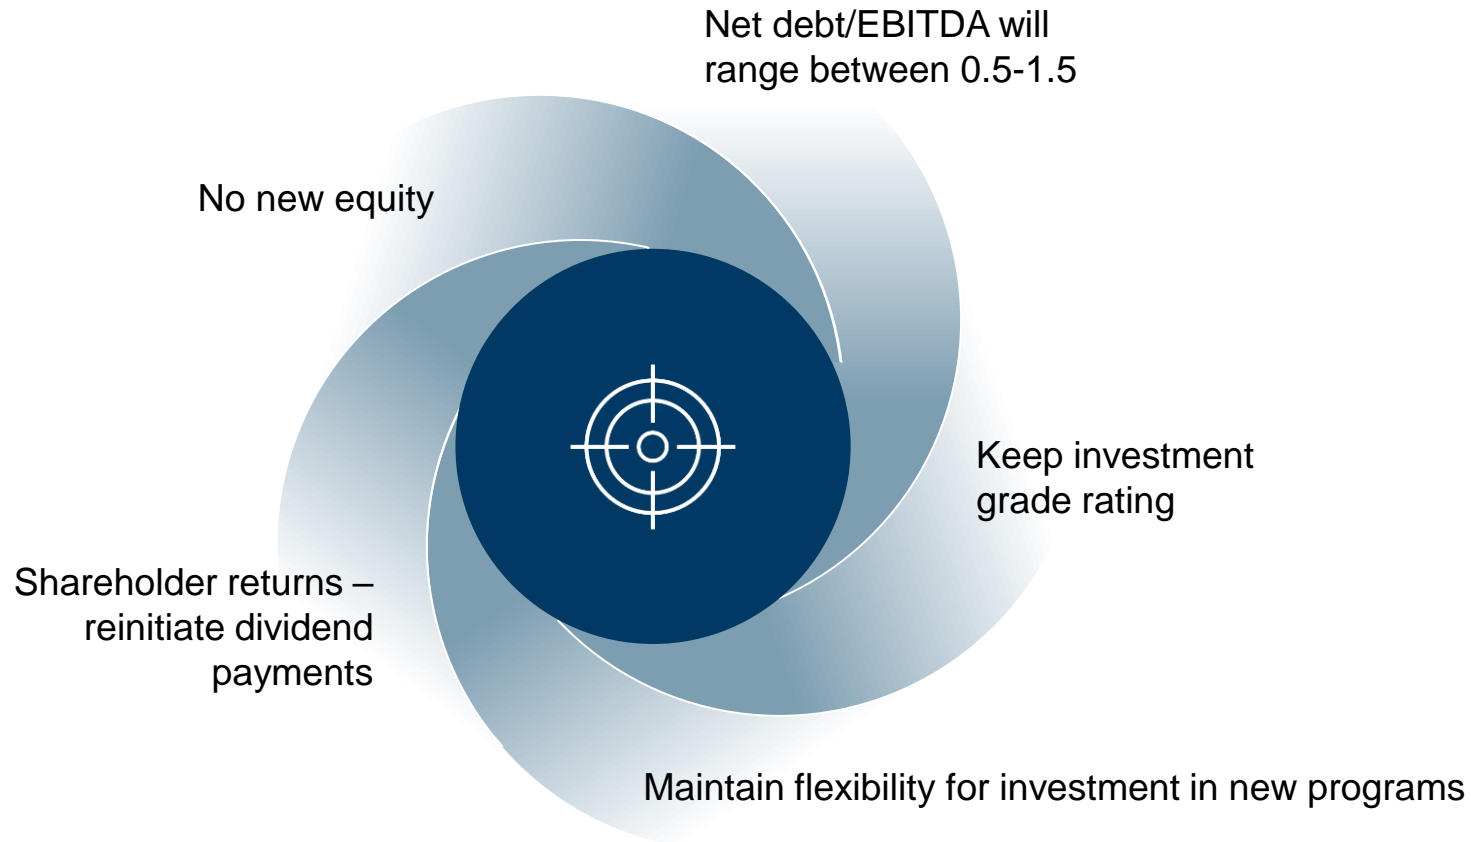 Net debt/EBITDA will
range between 0.5-1.5
No new equity
Keep investment
grade rating
Shareholder returns –
reinitiate dividend
payments
Maintain flexibility for investment in new programs